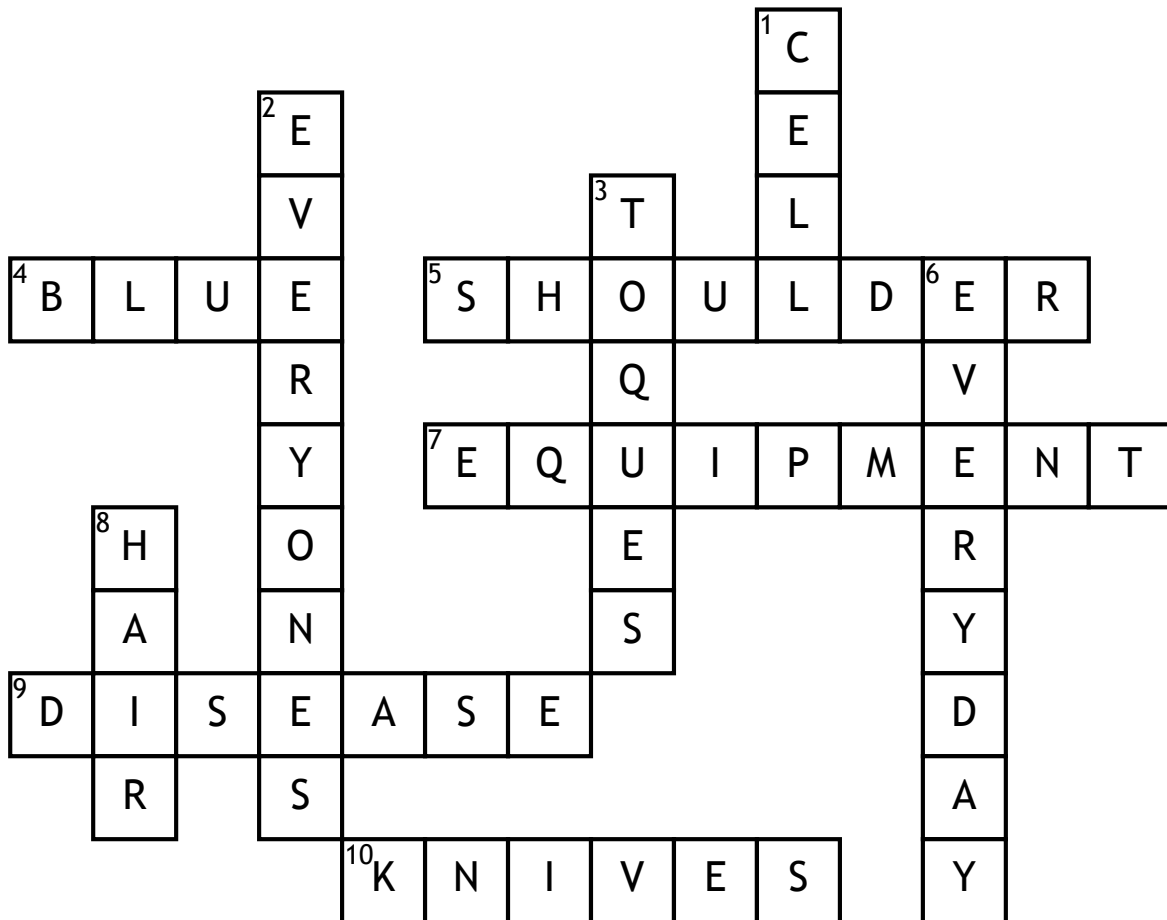 1 C
2 E E
V 3 T L
4 B L U E 5 S H O U L D 6 E R
R Q V
Y 7 E Q U I P M E N T
8 H O E R
A N S Y
9 D I S E A S E D
R S A
10 K N I V E S Y